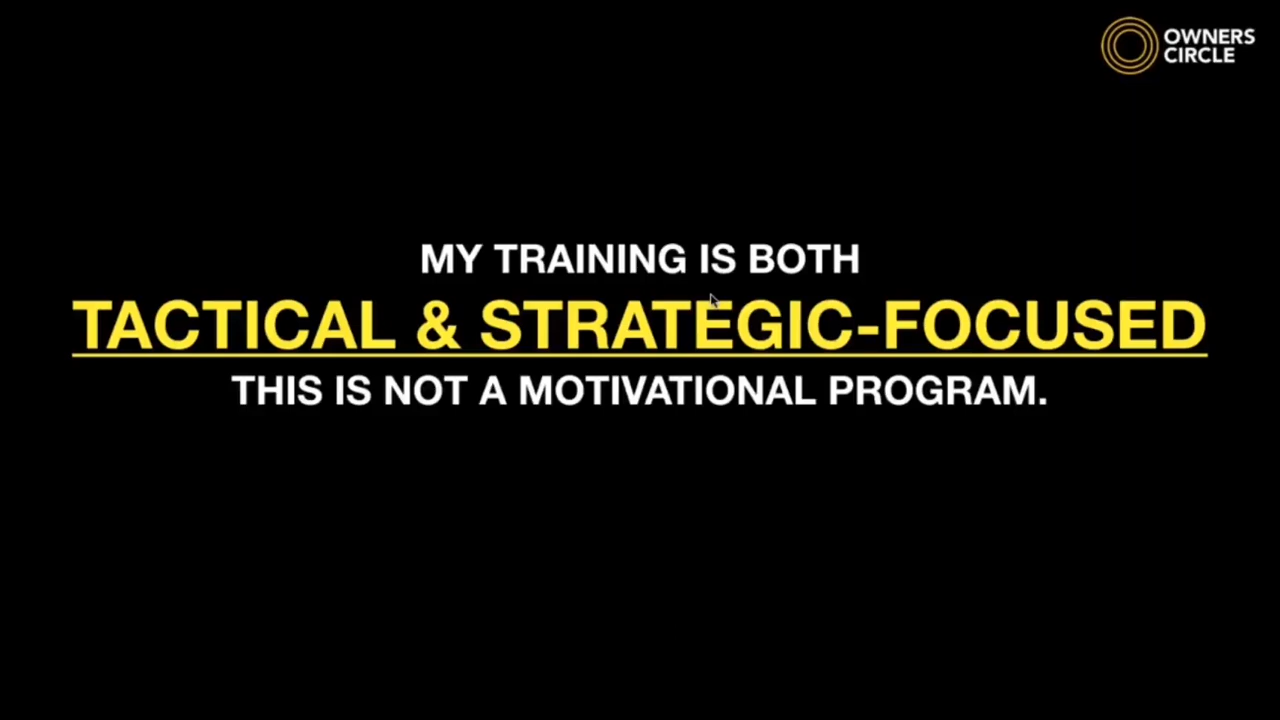 OWNERS
CIRCLE
MY TRAINING IS BOTH
TACTICAL & STRATEGIC-FOCUSED
THIS IS NOT A MOTIVATIONAL PROGRAM.